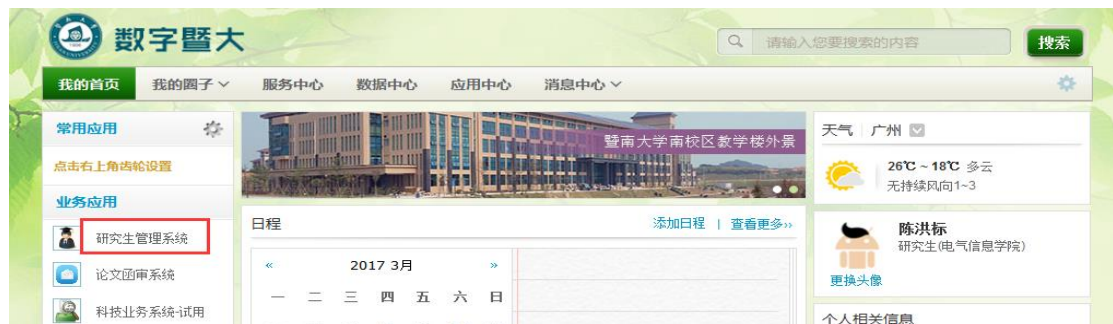 数字暨大
请输入您要搜索的内容
搜索
我的首页 我的圈子 服务中心 数据中心 应用中心 消息中心
常用应用
点击右上角齿轮设置
业务应用
研究生管理系统
论文函审系统
科技业务系统-试用
暨南大学南校区教学楼外景
日程 添加日程 | 查看更多»
« 2017 3月 »
一 二 三 四 五 六 日
天气 广州
26℃ ~ 18℃ 多云
无持续风向1~3
陈洪标
研究生(电气信息学院)
更换头像
个人相关信息